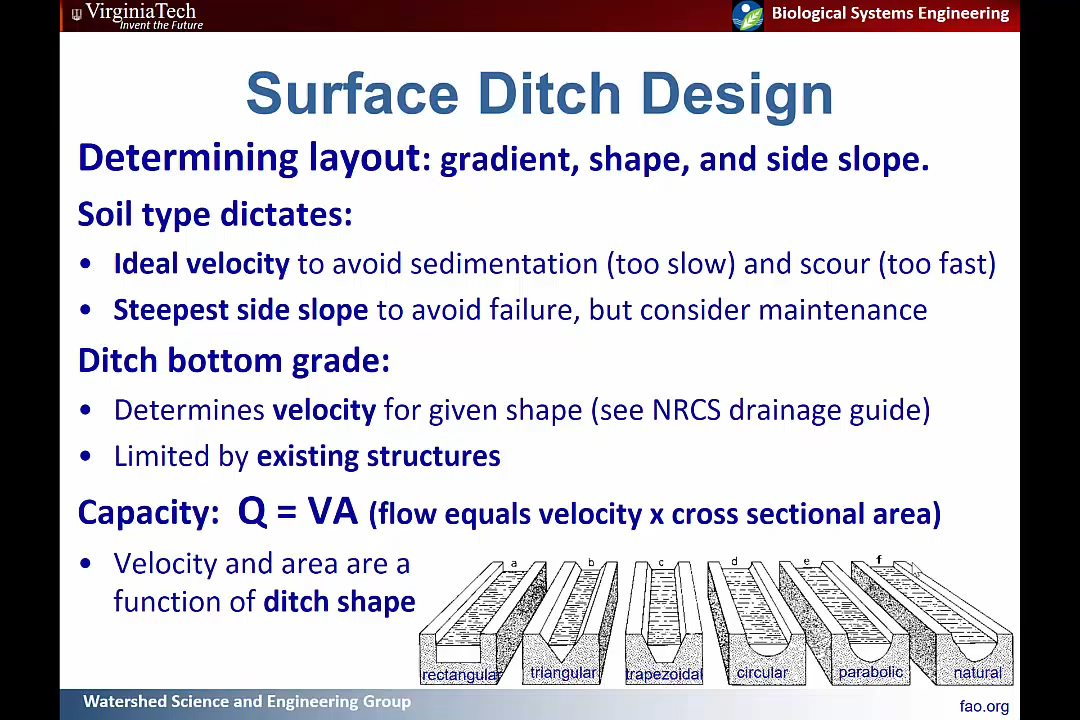 VirginiaTech
Invent the Future
Biological Systems Engineering
Surface Ditch Design
Determining layout: gradient, shape, and side slope.
Soil type dictates:
• Ideal velocity to avoid sedimentation (too slow) and scour (too fast)
• Steepest side slope to avoid failure, but consider maintenance
Ditch bottom grade:
• Determines velocity for given shape (see NRCS drainage guide)
• Limited by existing structures
Capacity: Q = VA (flow equals velocity x cross sectional area)
• Velocity and area are a
function of ditch shape
a b c d e f
rectangular triangular trapezoidal circular parabolic natural
Watershed Science and Engineering Group
fao.org